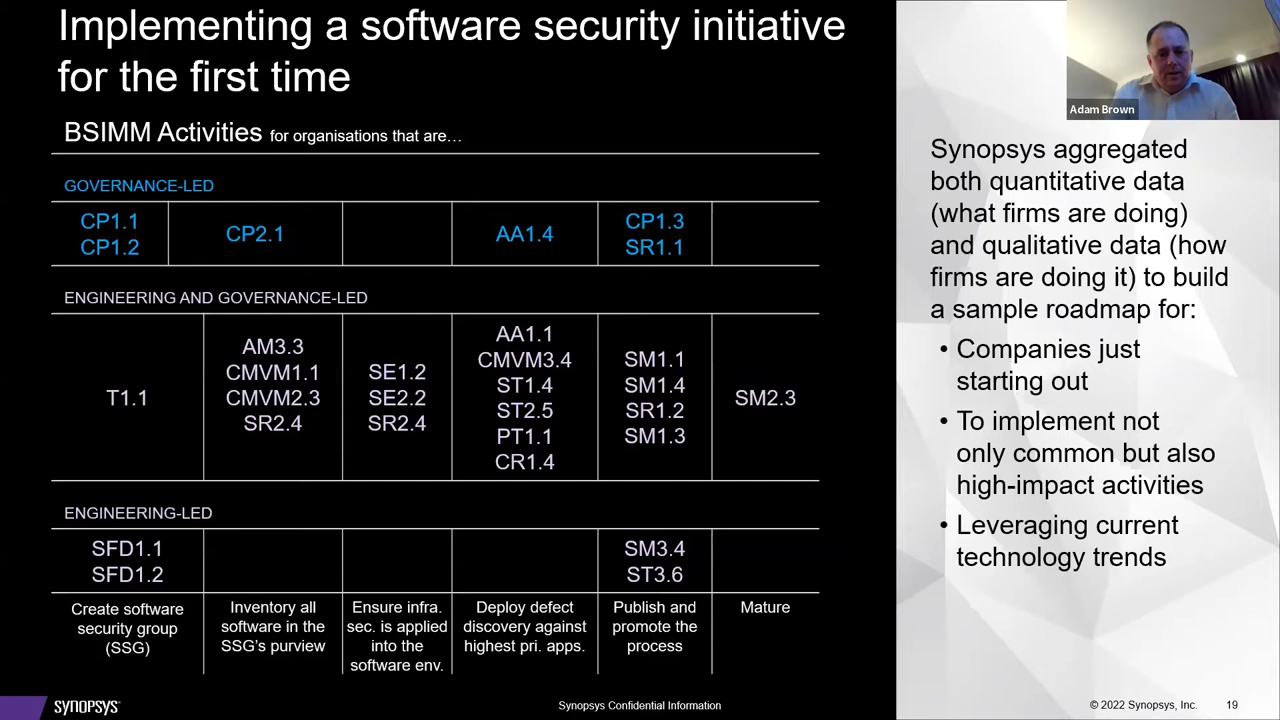 Implementing a software security initiative
for the first time
BSIMM Activities for organisations that are…
GOVERNANCE-LED
CP1.1
CP1.2
CP2.1
AA1.4
CP1.3
SR1.1
ENGINEERING AND GOVERNANCE-LED
T1.1
AM3.3
CMVM1.1
CMVM2.3
SR2.4
SE1.2
SE2.2
SR2.4
AA1.1
CMVM3.4
ST1.4
ST2.5
PT1.1
CR1.4
SM1.1
SM1.4
SR1.2
SM1.3
SM2.3
ENGINEERING-LED
SFD1.1
SFD1.2
SM3.4
ST3.6
Create software
security group
(SSG)
Inventory all
software in the
SSG's purview
Ensure infra.
sec. is applied
into the
software env.
Deploy defect
discovery against
highest pri. apps.
Publish and
promote the
process
Mature
Adam Brown
Synopsys aggregated
both quantitative data
(what firms are doing)
and qualitative data (how
firms are doing it) to build
a sample roadmap for:
• Companies just
starting out
• To implement not
only common but also
high-impact activities
• Leveraging current
technology trends
SYNOPSYS
Synopsys Confidential Information
© 2022 Synopsys, Inc.
19